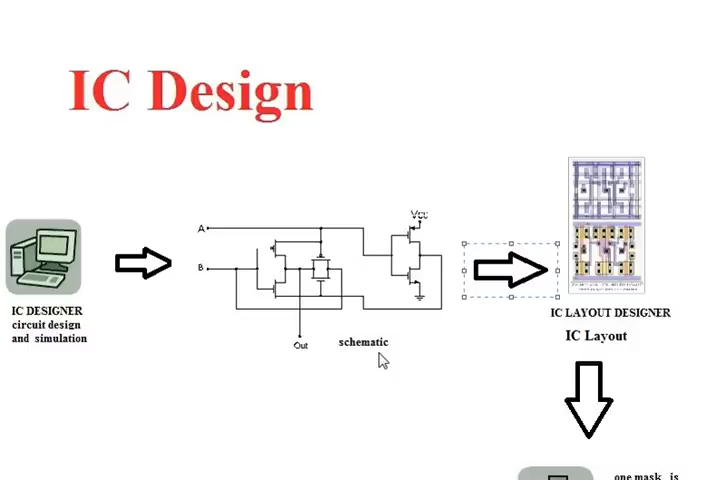 IC Design
A
Vcc
B
Out
schematic
IC DESIGNER
circuit design
and simulation
IC LAYOUT DESIGNER
IC Layout
one mask is